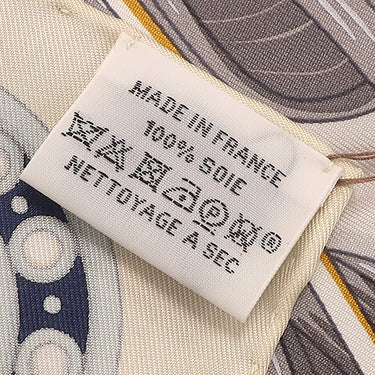 MADE IN FRANCE
100% SOIE
®
NETTOYAGE A SEC